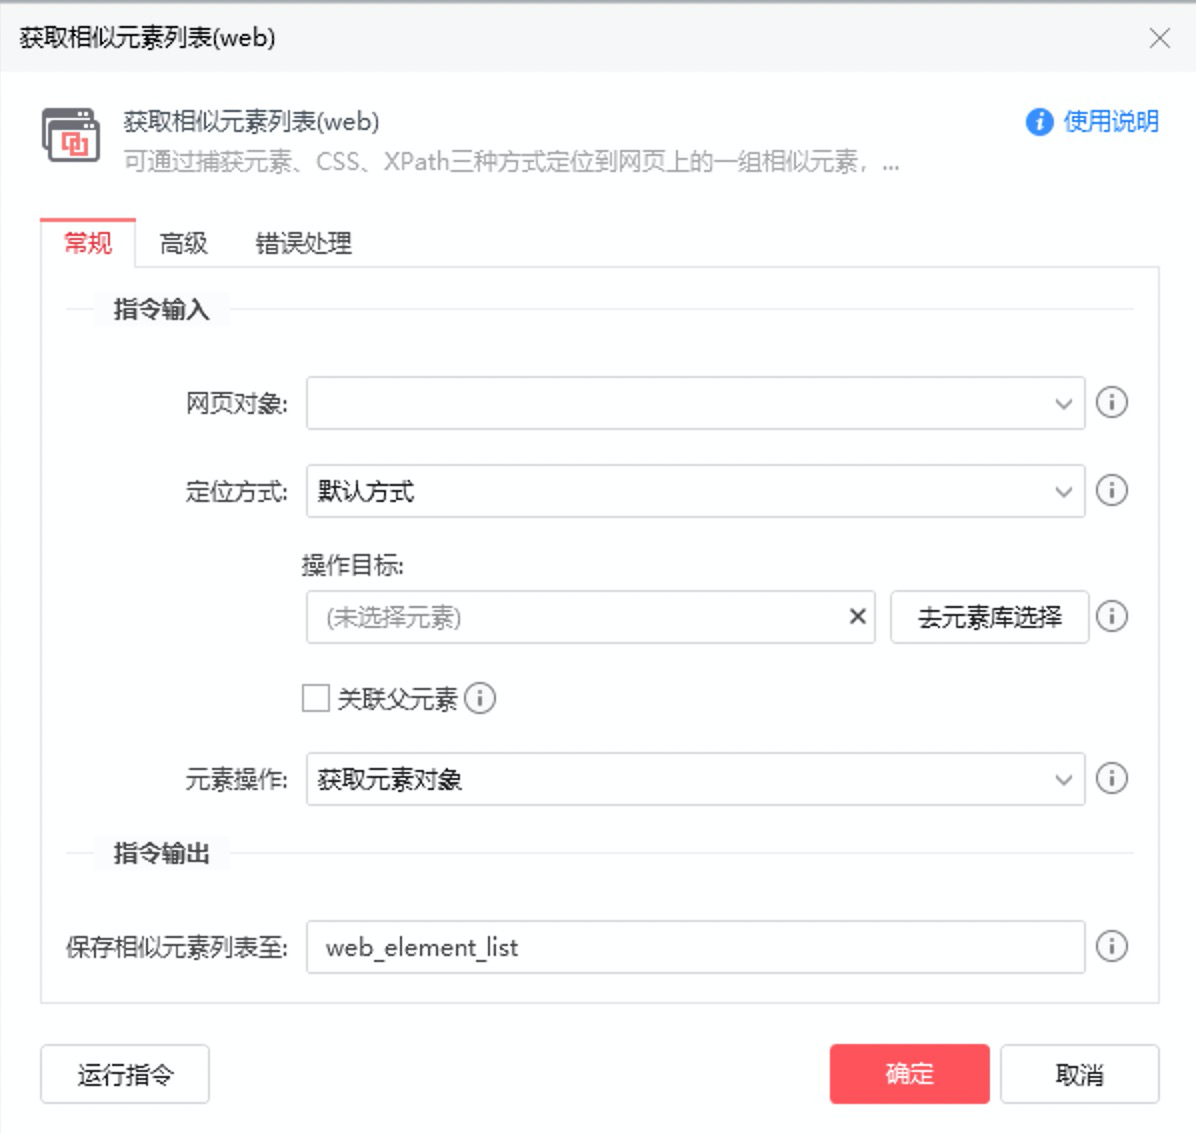 获取相似元素列表(web)
获取相似元素列表(web)
使用说明
可通过捕获元素、CSS、XPath三种方式定位到网页上的一组相似元素，...
常规 高级 错误处理
指令输入
网页对象:
定位方式: 默认方式
操作目标:
(未选择元素) 去元素库选择
关联父元素
元素操作: 获取元素对象
指令输出
保存相似元素列表至: web_element_list
运行指令 确定 取消